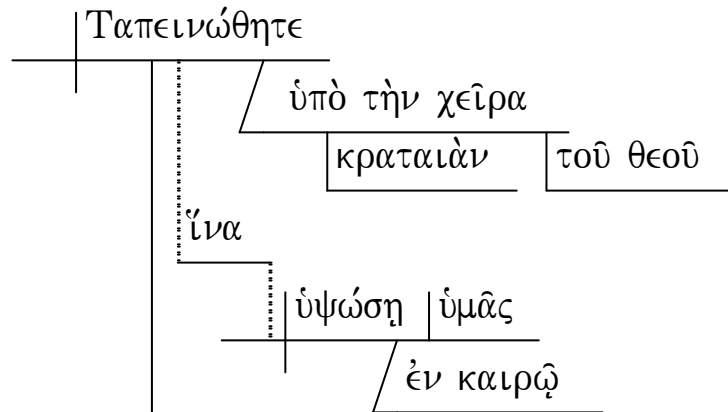 Ταπεινώθητε
ὑπὸ τὴν χεῖρα
κραταιὰν τοῦ θεοῦ
ἵνα
ὑψώσῃ ὑμᾶς
ἐν καιρῷ